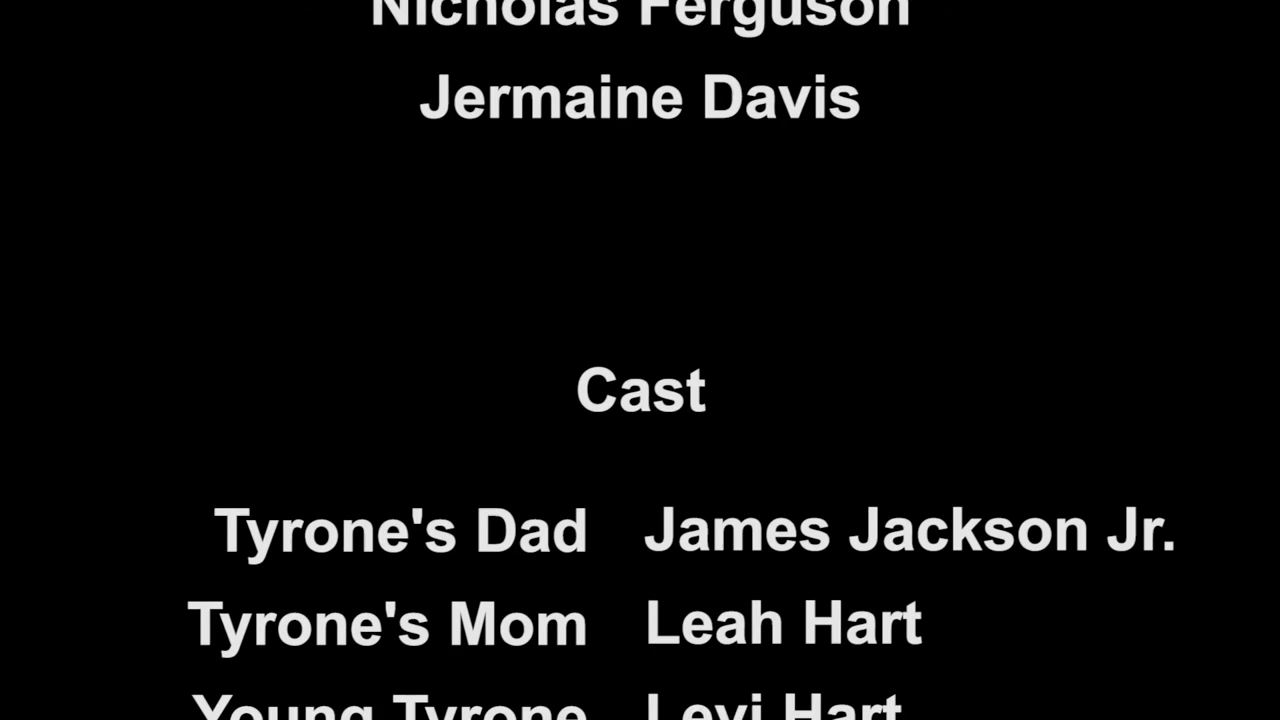 Nicholas Ferguson
Jermaine Davis
Cast
Tyrone's Dad James Jackson Jr.
Tyrone's Mom Leah Hart
Young Tyrone Levi Hart